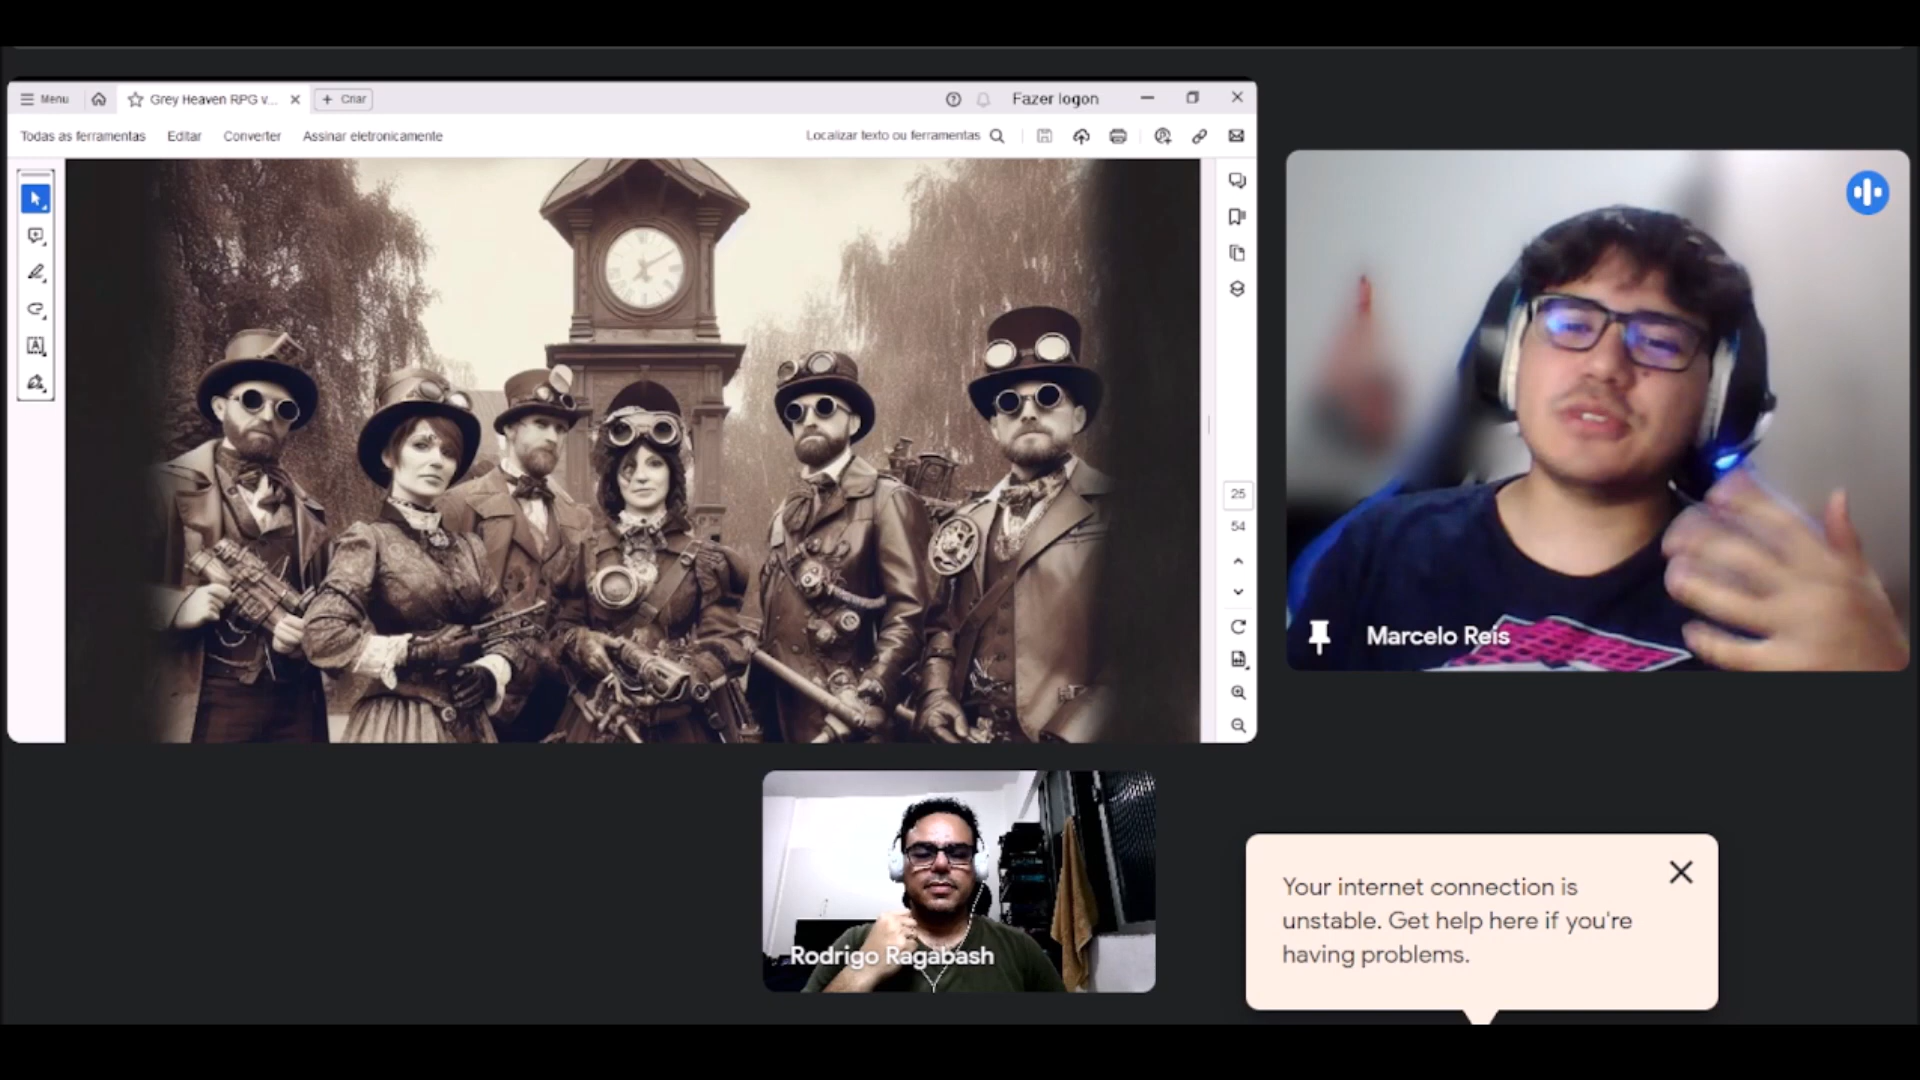 Menu
Grey Heaven RPG v...
Criar
Fazer logon
Todas as ferramentas
Editar
Converter
Assinar eletronicamente
Localizar texto ou ferramentas
25
54
Marcelo Reis
Rodrigo Ragabash
Your internet connection is
unstable. Get help here if you're
having problems.